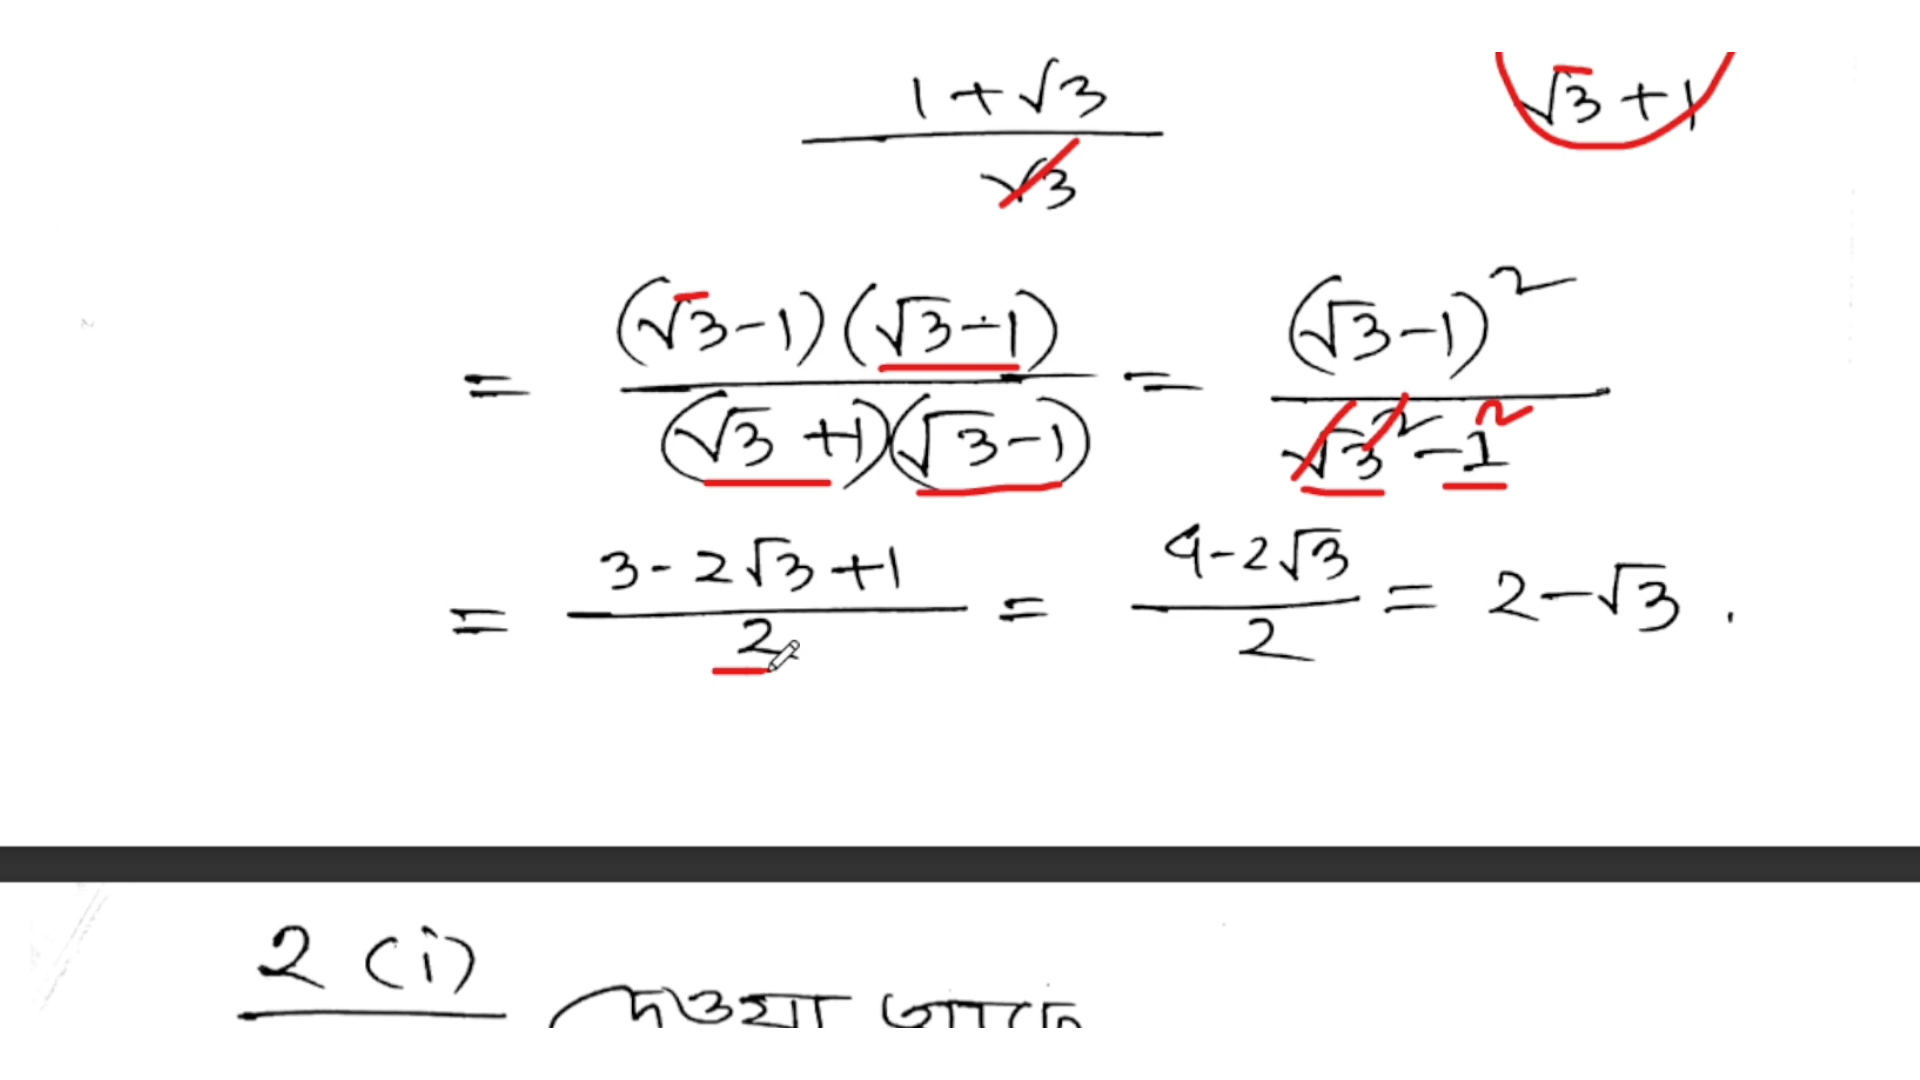 1 + √3
√3 + 1
√3
= (√3 - 1) (√3 - 1) / (√3 + 1)(√3 - 1) = (√3 - 1)² / √3² - 1²
= 3 - 2√3 + 1 / 2 = 4 - 2√3 / 2 = 2 - √3 .
2 (i) দেওয়া আছে